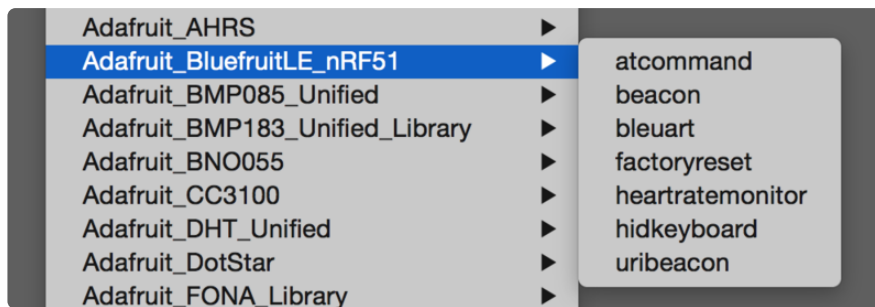 Adafruit_AHRS
Adafruit_BluefruitLE_nRF51
Adafruit_BMP085_Unified
Adafruit_BMP183_Unified_Library
Adafruit_BNO055
Adafruit_CC3100
Adafruit_DHT_Unified
Adafruit_DotStar
Adafruit_FONA_Library
atcommand
beacon
bleuart
factoryreset
heartratemonitor
hidkeyboard
uribeacon